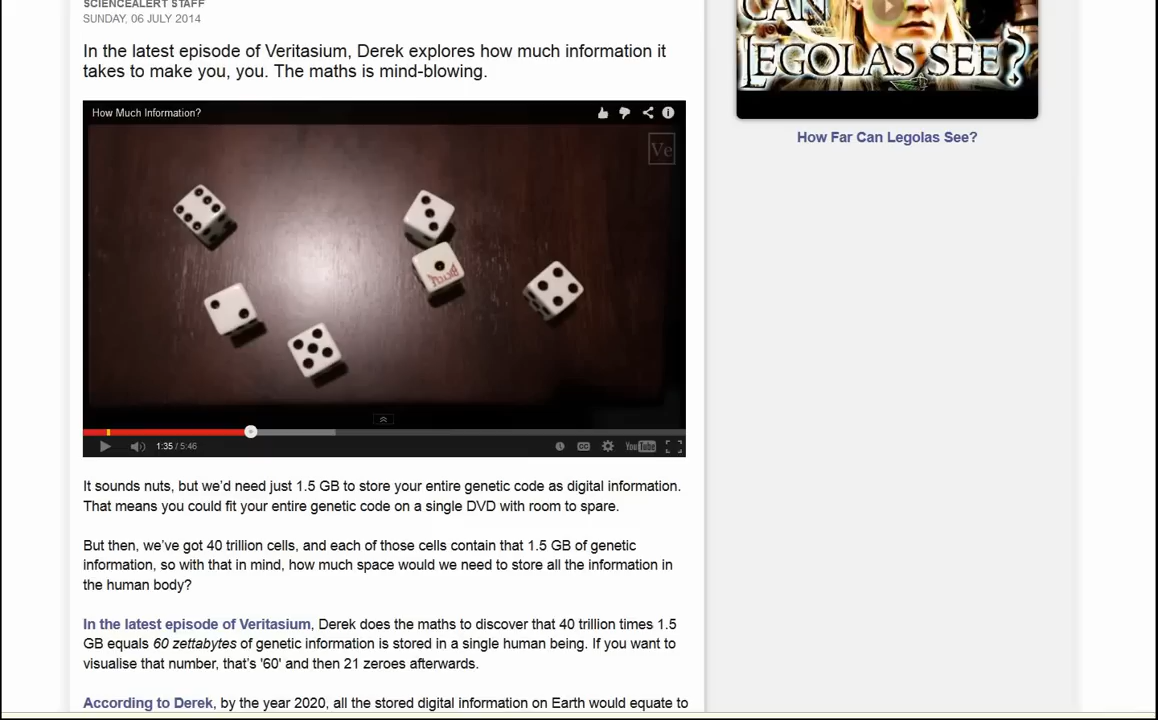 SCIENCEALERT STAFF
SUNDAY, 06 JULY 2014
In the latest episode of Veritasium, Derek explores how much information it
takes to make you, you. The maths is mind-blowing.
How Much Information?
Ve
1:35 / 5:46
CC
YouTube
It sounds nuts, but we’d need just 1.5 GB to store your entire genetic code as digital information.
That means you could fit your entire genetic code on a single DVD with room to spare.
But then, we’ve got 40 trillion cells, and each of those cells contain that 1.5 GB of genetic
information, so with that in mind, how much space would we need to store all the information in
the human body?
In the latest episode of Veritasium, Derek does the maths to discover that 40 trillion times 1.5
GB equals 60 zettabytes of genetic information is stored in a single human being. If you want to
visualise that number, that’s '60' and then 21 zeroes afterwards.
According to Derek, by the year 2020, all the stored digital information on Earth would equate to
CAN
LEGOLAS SEE?
How Far Can Legolas See?